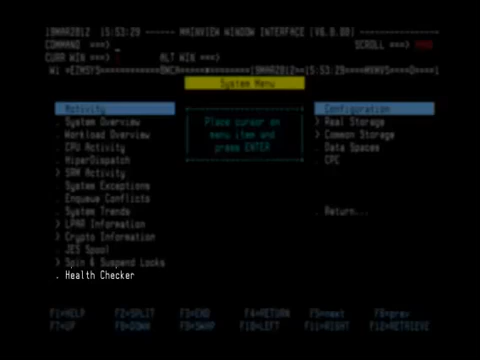 19MAR2012 15:53:29 ------ MAINVIEW WINDOW INTERFACE (V6.0.00) ------
COMMAND ===> _ SCROLL ===>
CURR WIN ===> ALT WIN ===>
15:53:29
System Menu
Activity Configuration
. System Overview Place cursor on > Real Storage
. Workload Overview menu item and > Common Storage
. CPU Activity press ENTER . Data Spaces
. HiperDispatch . CPC
> SRM Activity
. System Exceptions
. Enqueue Conflicts
. System Trends . Return...
> LPAR Information
> Crypto Information
. JES Spool
> Spin & Suspend Locks
. Health Checker
F1=HELP F2=SPLIT F3=END F4=RETURN F5=next F6=prev
F7=UP F8=DOWN F9=SWAP F10=LEFT F11=RIGHT F12=RETRIEVE